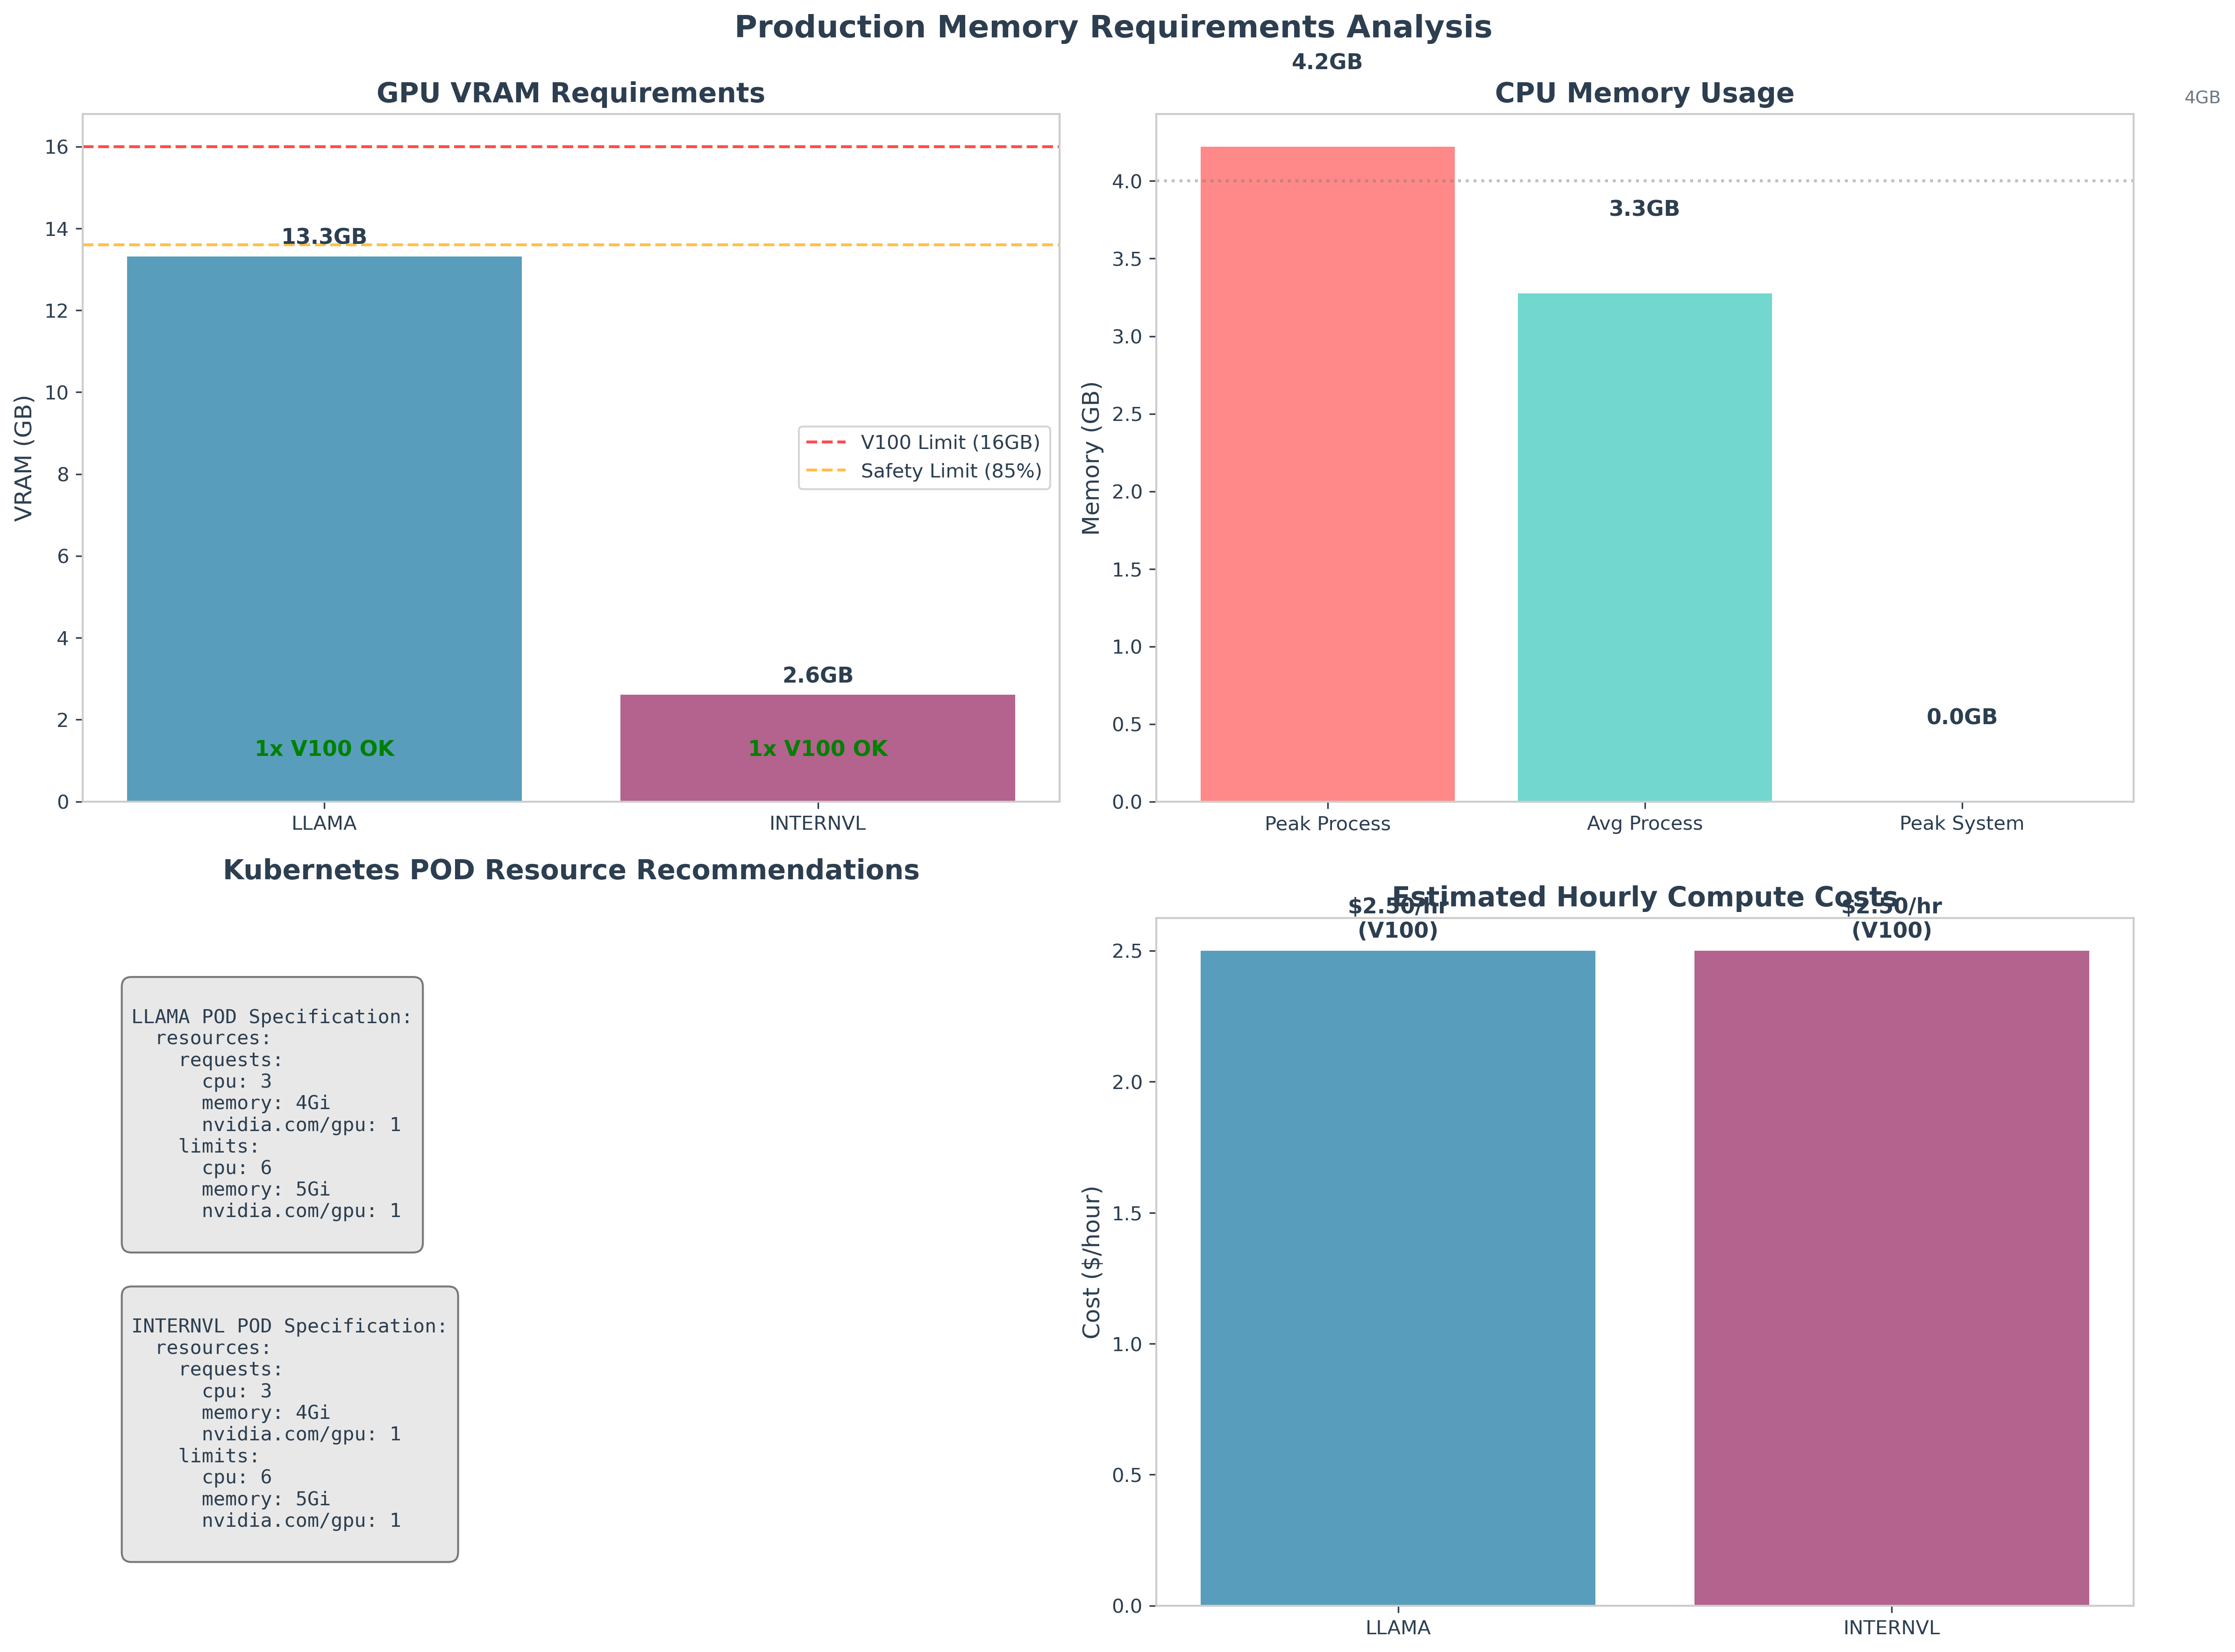 Production Memory Requirements Analysis
GPU VRAM Requirements
VRAM (GB)
16
14
12
10
8
6
4
2
0
13.3GB
2.6GB
1x V100 OK
1x V100 OK
V100 Limit (16GB)
Safety Limit (85%)
LLAMA
INTERNVL
4.2GB
CPU Memory Usage
4GB
Memory (GB)
4.0
3.5
3.0
2.5
2.0
1.5
1.0
0.5
0.0
3.3GB
0.0GB
Peak Process
Avg Process
Peak System
Kubernetes POD Resource Recommendations
LLAMA POD Specification:
resources:
requests:
cpu: 3
memory: 4Gi
nvidia.com/gpu: 1
limits:
cpu: 6
memory: 5Gi
nvidia.com/gpu: 1
INTERNVL POD Specification:
resources:
requests:
cpu: 3
memory: 4Gi
nvidia.com/gpu: 1
limits:
cpu: 6
memory: 5Gi
nvidia.com/gpu: 1
Estimated Hourly Compute Costs
$2.50/hr
(V100)
$2.50/hr
(V100)
Cost ($/hour)
2.5
2.0
1.5
1.0
0.5
0.0
LLAMA
INTERNVL